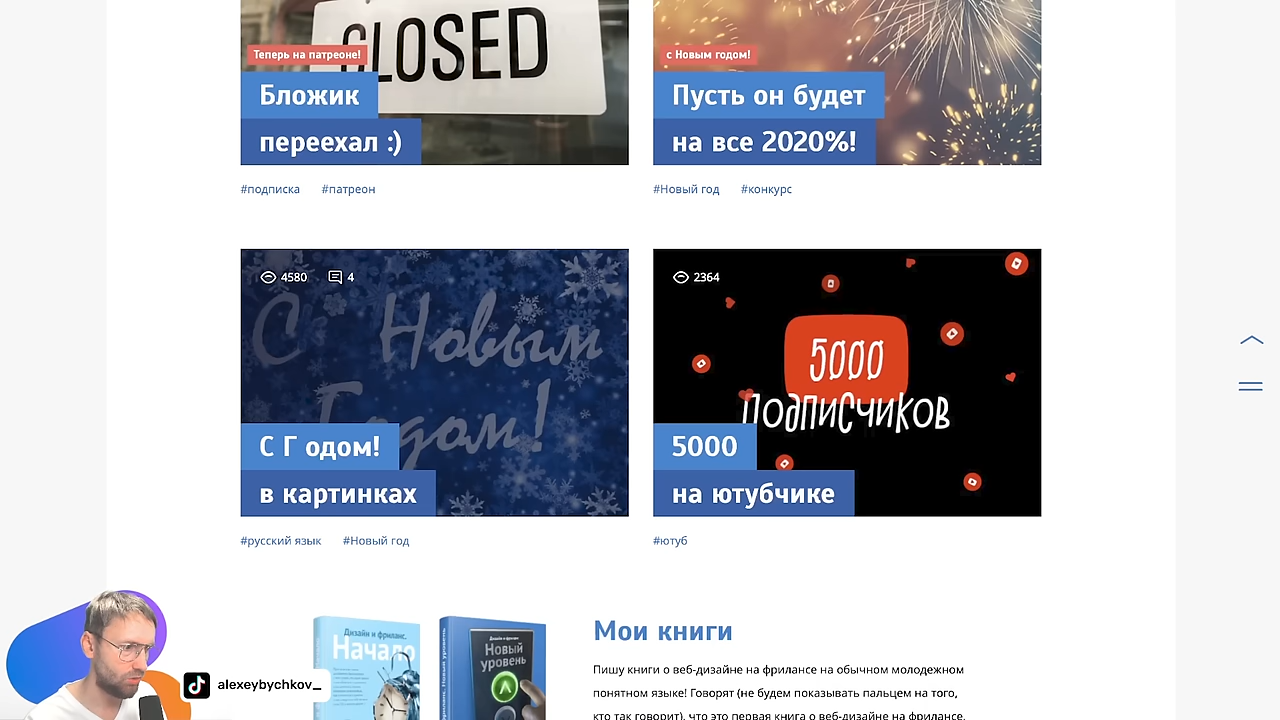 CLOSED
Теперь на патреоне!
Бложик
переехал :)
#подписка #патреон
с Новым годом!
Пусть он будет
на все 2020%!
#Новый год #конкурс
4580 4
С Новым
Годом!
С Г одом!
в картинках
#русский язык #Новый год
2364
5000
подписчиков
5000
на ютубчике
#ютуб
Дизайн и фриланс.
Начало
Дизайн и фриланс.
Новый
уровень
Мои книги
Пишу книги о веб-дизайне на фрилансе на обычном молодежном
понятном языке! Говорят (не будем показывать пальцем на того,
кто так говорит), что это первая книга о веб-дизайне на фрилансе,
alexeybychkov_